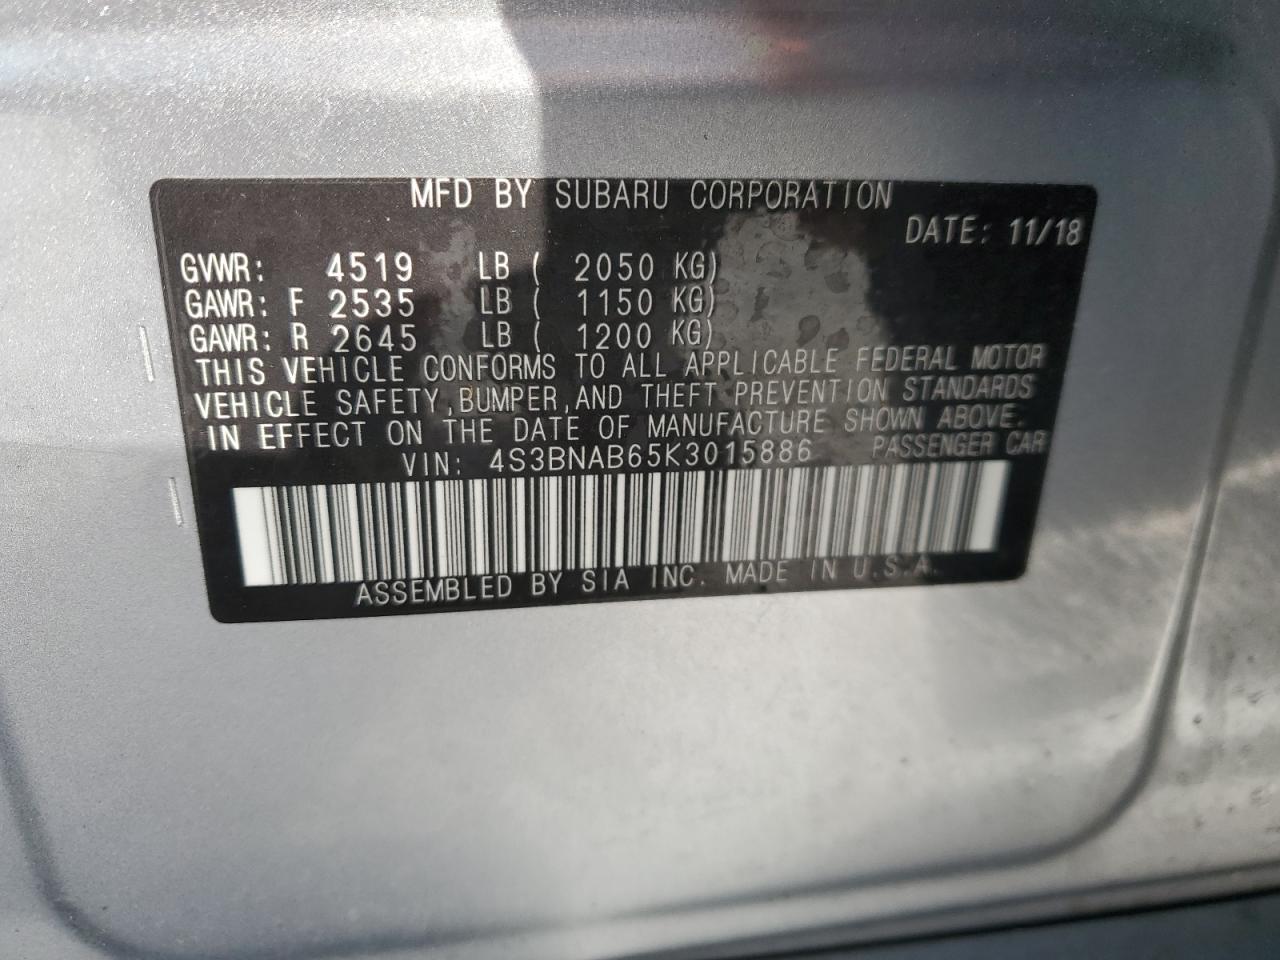 MFD BY SUBARU CORPORATION
DATE: 11/18
GVWR: 4519 LB ( 2050 KG)
GAWR: F 2535 LB ( 1150 KG)
GAWR: R 2645 LB ( 1200 KG)
THIS VEHICLE CONFORMS TO ALL APPLICABLE FEDERAL MOTOR
VEHICLE SAFETY,BUMPER,AND THEFT PREVENTION STANDARDS
IN EFFECT ON THE DATE OF MANUFACTURE SHOWN ABOVE.
VIN: 4S3BNAB65K3015886 PASSENGER CAR
ASSEMBLED BY SIA INC. MADE IN U.S.A.